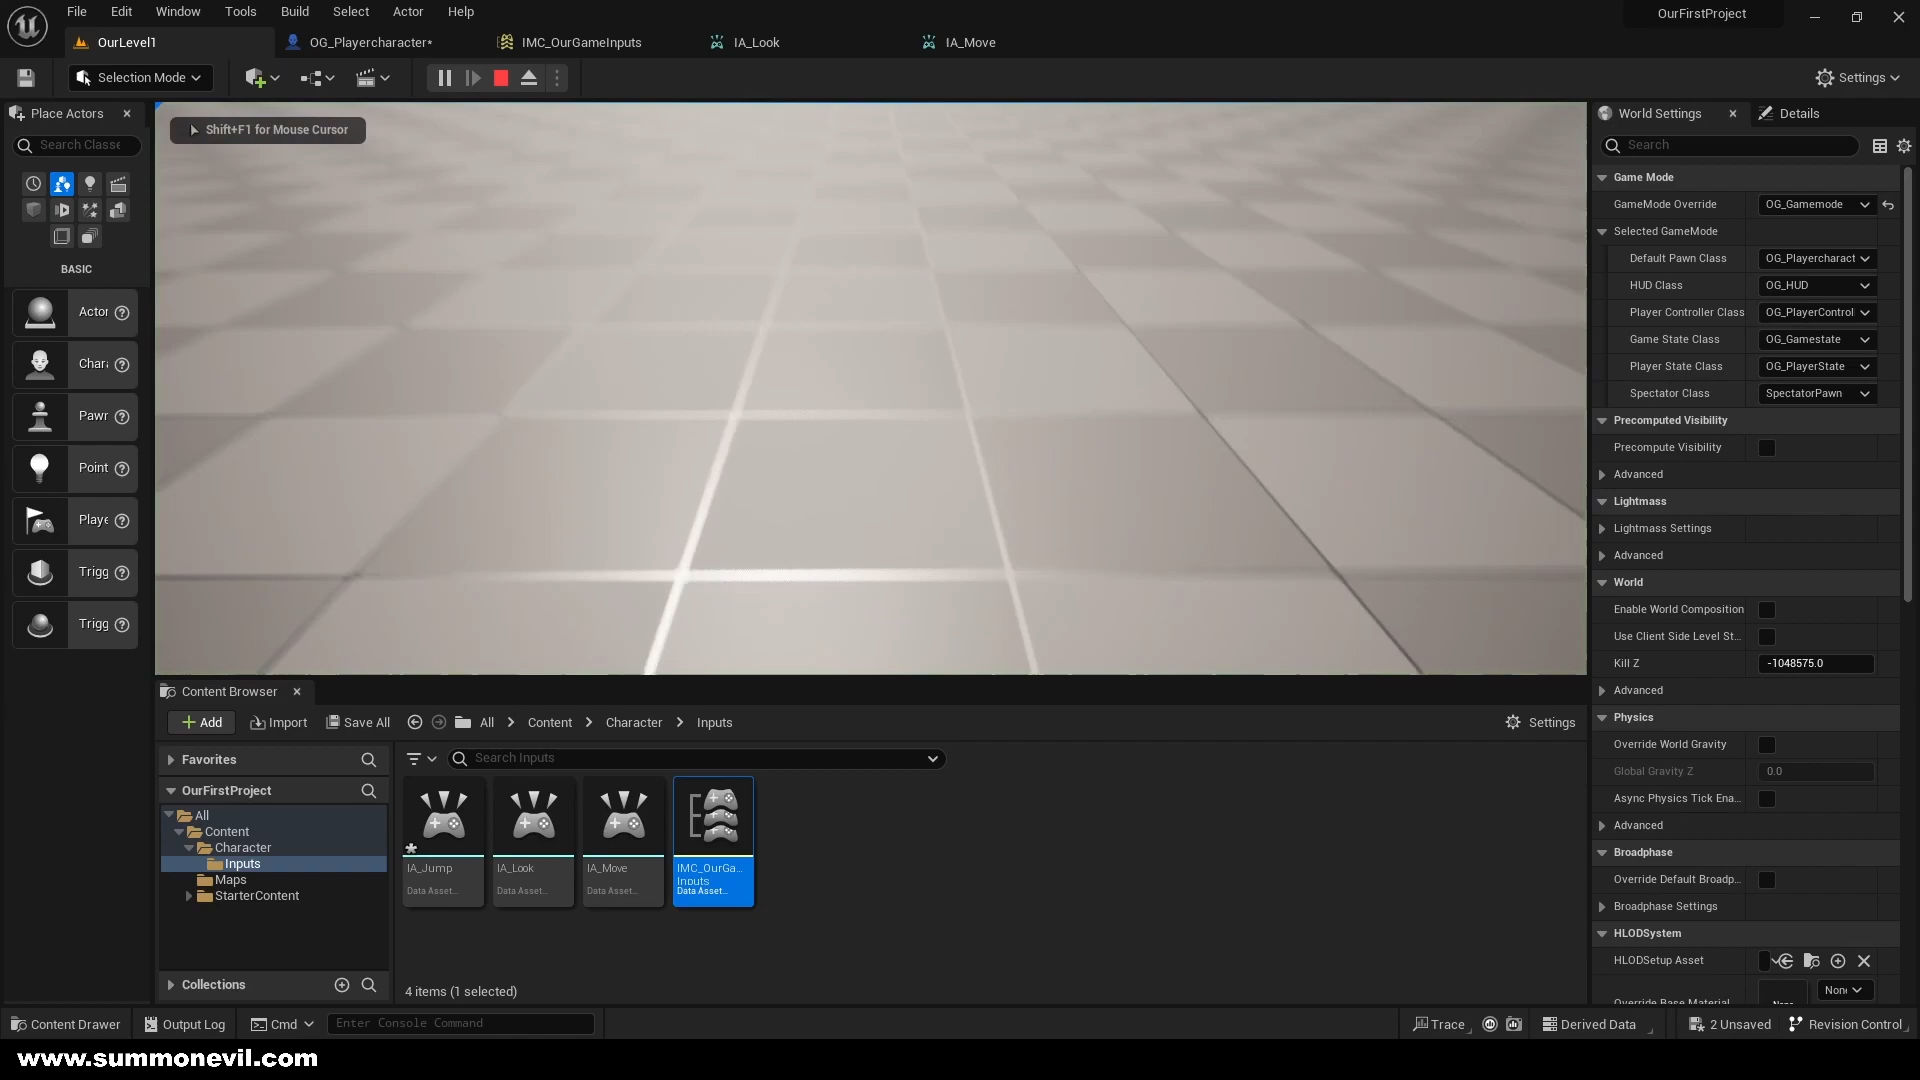 File Edit Window Tools Build Select Actor Help
OurFirstProject
OurLevel1
OG_Playercharacter*
IMC_OurGameInputs
IA_Look
IA_Move
Selection Mode
Settings
Place Actors
Search Classe
BASIC
Actor
Chara
Pawn
Point
Playe
Trigg
Trigg
Shift+F1 for Mouse Cursor
World Settings
Details
Search
Game Mode
GameMode Override OG_Gamemode
Selected GameMode
Default Pawn Class OG_Playercharact
HUD Class OG_HUD
Player Controller Class OG_PlayerControl
Game State Class OG_Gamestate
Player State Class OG_PlayerState
Spectator Class SpectatorPawn
Precomputed Visibility
Precompute Visibility
Advanced
Lightmass
Lightmass Settings
Advanced
World
Enable World Composition
Use Client Side Level St...
Kill Z -1048575.0
Advanced
Physics
Override World Gravity
Global Gravity Z 0.0
Async Physics Tick Ena...
Advanced
Broadphase
Override Default Broadp...
Broadphase Settings
HLODSystem
HLODSetup Asset
Override Base Material None
None
Content Browser
Add Import Save All All Content Character Inputs Settings
Favorites
OurFirstProject
All
Content
Character
Inputs
Maps
StarterContent
Collections
Search Inputs
IA_Jump
Data Asset...
IA_Look
Data Asset...
IA_Move
Data Asset...
IMC_OurGa...
Inputs
Data Asset...
4 items (1 selected)
Content Drawer Output Log Cmd Enter Console Command Trace Derived Data 2 Unsaved Revision Control
www.summonevil.com